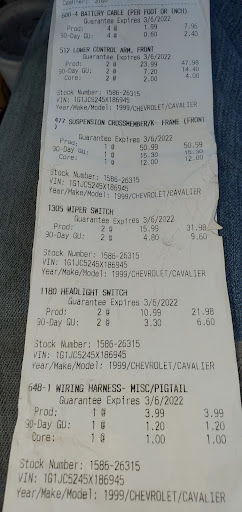 600-4 BATTERY CABLE (PER FOOT OR INCH)
Guarantee Expires 3/6/2022
Prod: 4 @ 1.99 7.96
90-Day GU: 4 @ 0.60 2.40
512 LOWER CONTROL ARM, FRONT
Guarantee Expires 3/6/2022
Prod: 2 @ 23.99 47.98
90-Day GU: 2 @ 7.20 14.40
Core: 2 @ 2.00 4.00
Stock Number: 1586-26315
VIN: 1G1JC5245X186945
Year/Make/Model: 1999/CHEVROLET/CAVALIER
477 SUSPENSION CROSSMEMBER/K- FRAME (FRONT
)
Guarantee Expires 3/6/2022
Prod: 1 @ 50.99 50.99
90-Day GU: 1 @ 15.30 15.30
Core: 1 @ 12.00 12.00
Stock Number: 1586-26315
VIN: 1G1JC5245X186945
Year/Make/Model: 1999/CHEVROLET/CAVALIER
1305 WIPER SWITCH
Guarantee Expires 3/6/2022
Prod: 2 @ 15.99 31.98
90-Day GU: 2 @ 4.80 9.60
Stock Number: 1586-26315
VIN: 1G1JC5245X186945
Year/Make/Model: 1999/CHEVROLET/CAVALIER
1180 HEADLIGHT SWITCH
Guarantee Expires 3/6/2022
Prod: 2 @ 10.99 21.98
90-Day GU: 2 @ 3.30 6.60
Stock Number: 1586-26315
VIN: 1G1JC5245X186945
Year/Make/Model: 1999/CHEVROLET/CAVALIER
648-1 WIRING HARNESS- MISC/PIGTAIL
Guarantee Expires 3/6/2022
Prod: 1 @ 3.99 3.99
90-Day GU: 1 @ 1.20 1.20
Core: 1 @ 1.00 1.00
Stock Number: 1586-26315
VIN: 1G1JC5245X186945
Year/Make/Model: 1999/CHEVROLET/CAVALIER